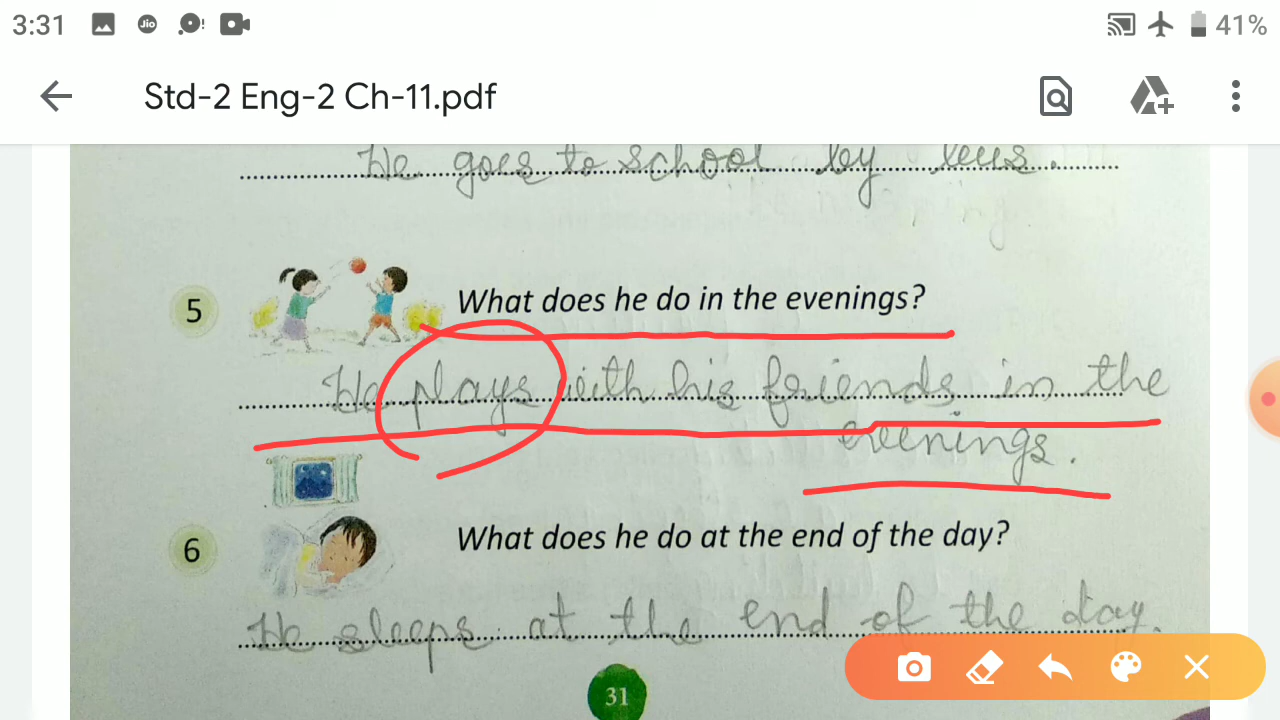 3:31 Jio 41%
Std-2 Eng-2 Ch-11.pdf
He goes to school by bus.
5 What does he do in the evenings?
He plays with his friends in the
evenings.
6 What does he do at the end of the day?
He sleeps at the end of the day.
31